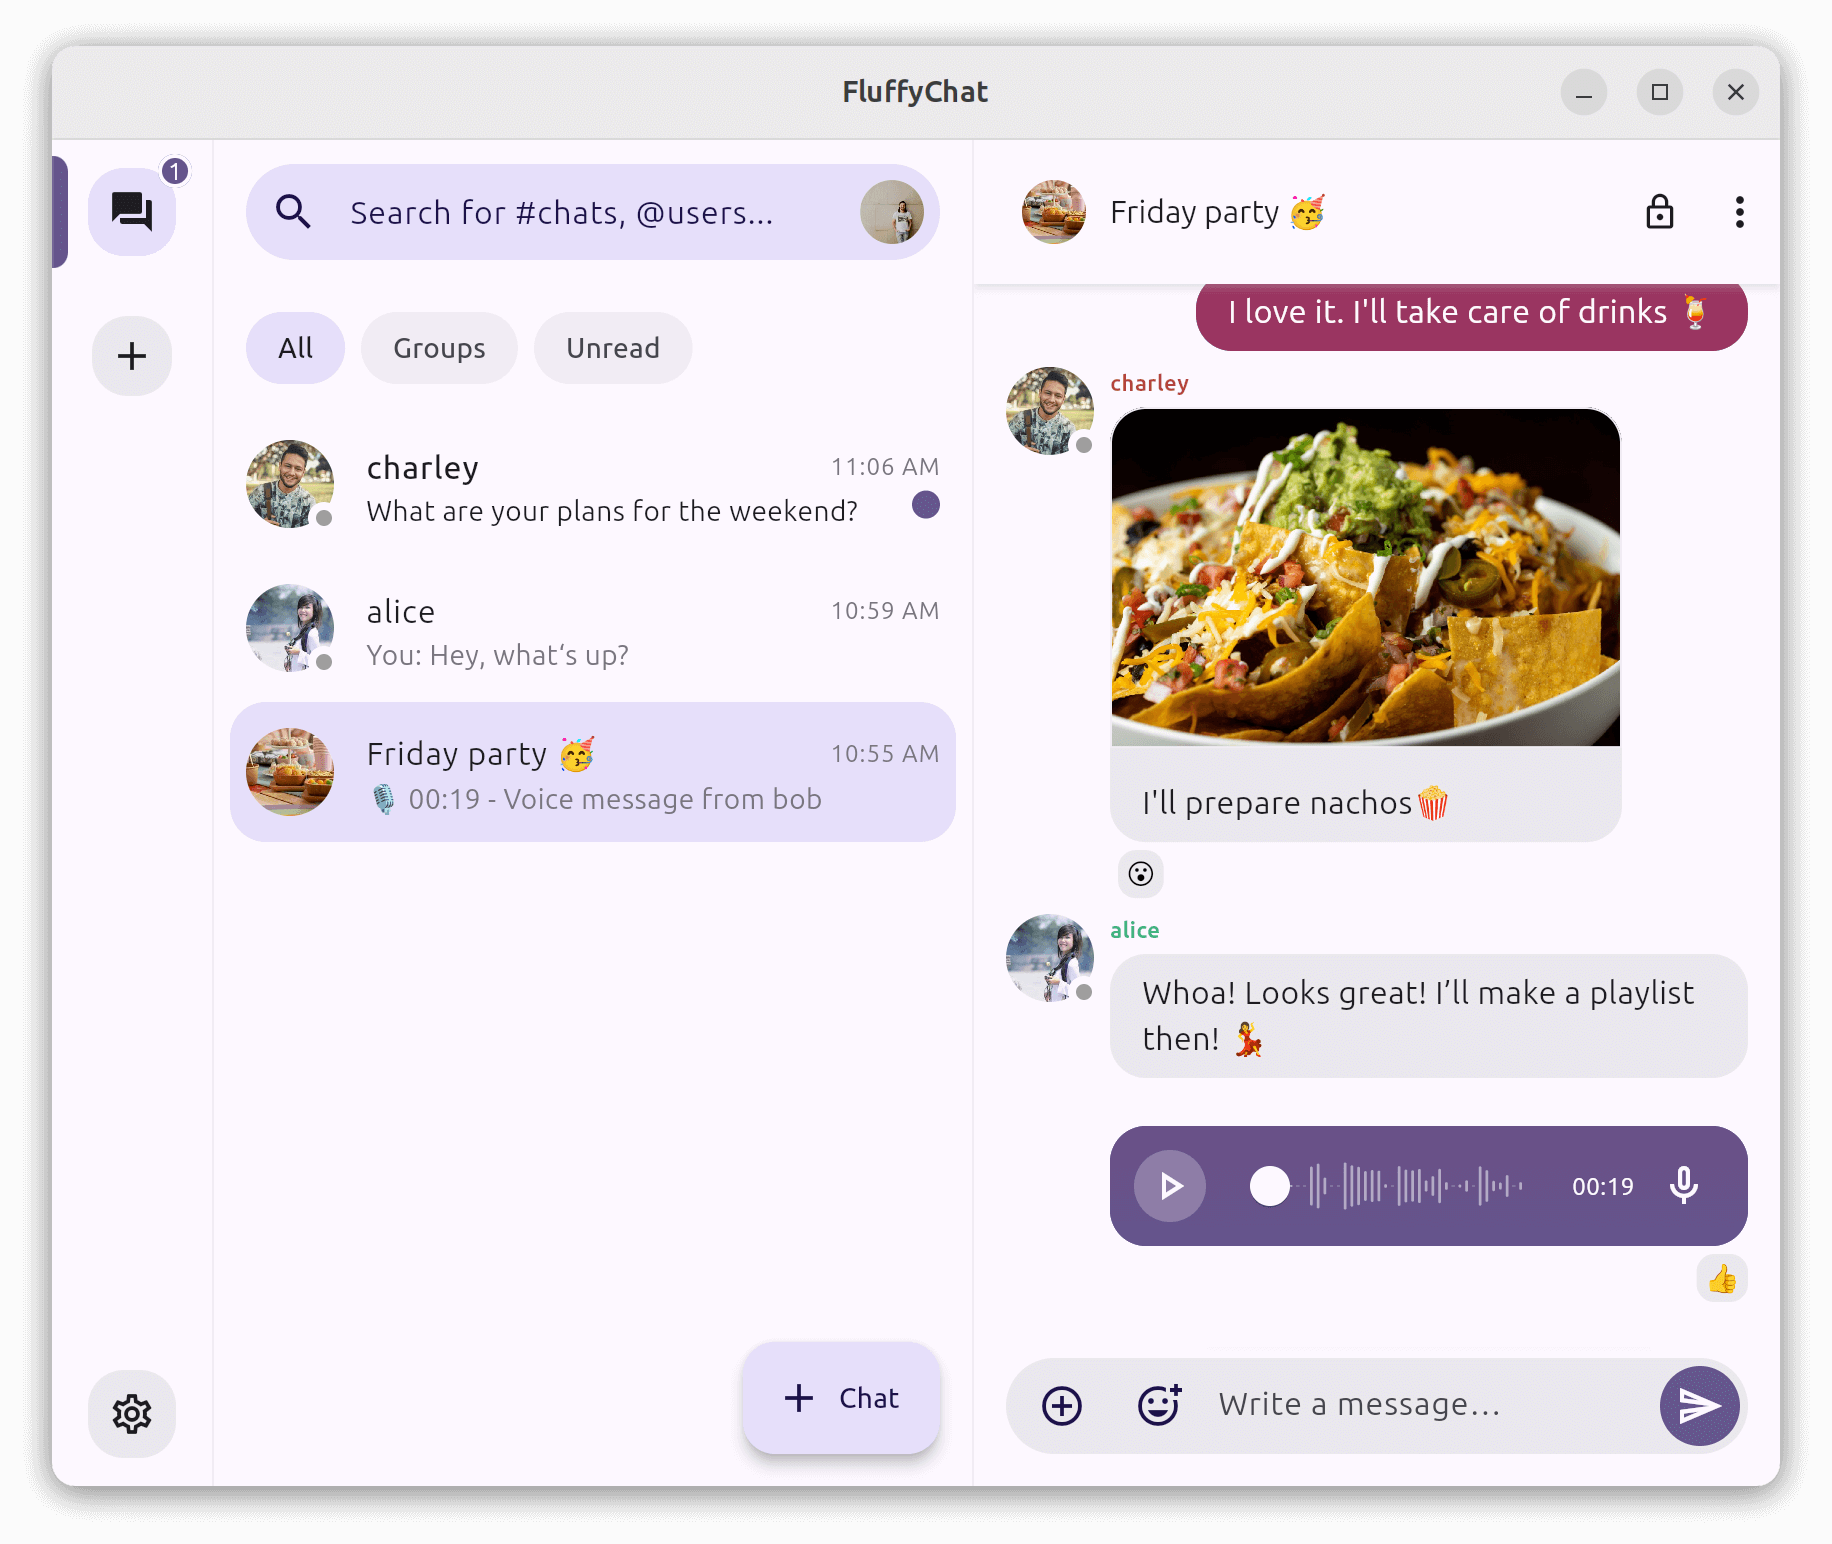 FluffyChat
1
Search for #chats, @users...
All
Groups
Unread
charley
11:06 AM
What are your plans for the weekend?
alice
10:59 AM
You: Hey, what‘s up?
Friday party 🥳
10:55 AM
🎙️ 00:19 - Voice message from bob
Chat
Friday party 🥳
I love it. I'll take care of drinks 🍹
charley
I'll prepare nachos🍿
😮
alice
Whoa! Looks great! I’ll make a playlist
then! 💃
00:19
👍
Write a message...